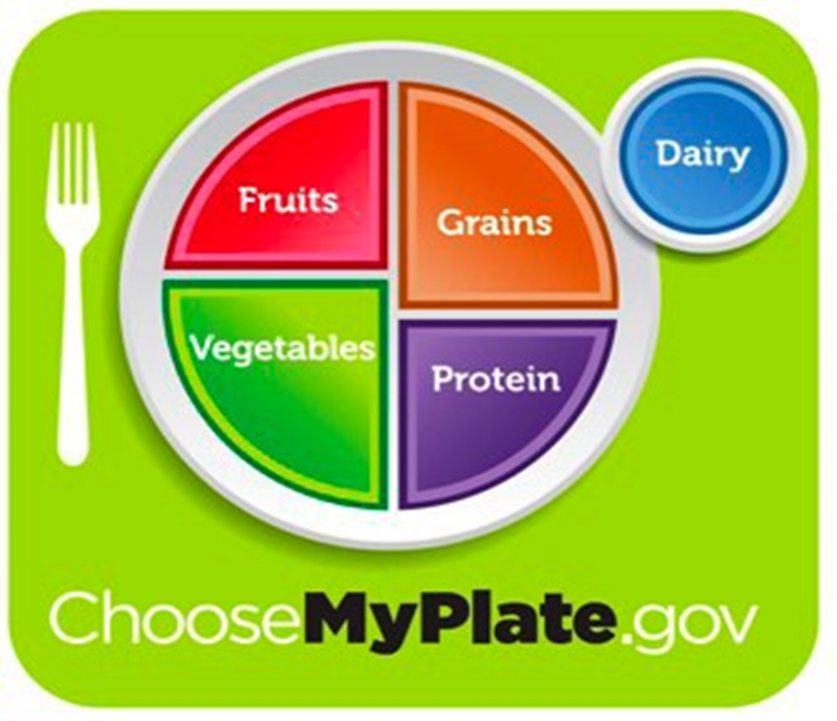 Dairy
Fruits
Grains
Vegetables
Protein
ChooseMyPlate.gov